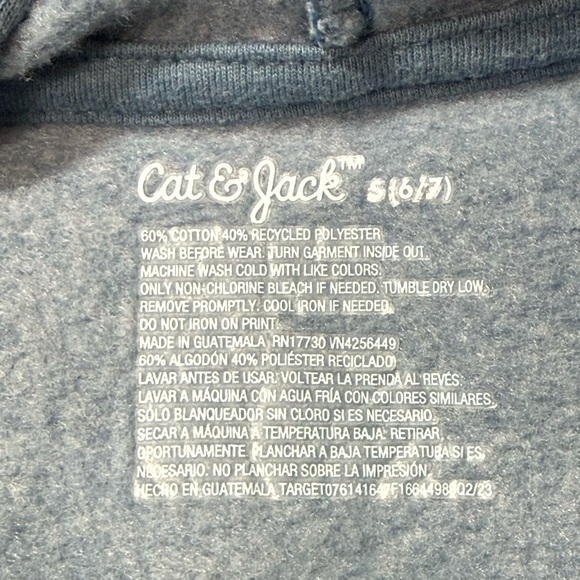 Cat & Jack™ S(6/7)
60% COTTON 40% RECYCLED POLYESTER
WASH BEFORE WEAR. TURN GARMENT INSIDE OUT.
MACHINE WASH COLD WITH LIKE COLORS.
ONLY NON-CHLORINE BLEACH IF NEEDED. TUMBLE DRY LOW.
REMOVE PROMPTLY. COOL IRON IF NEEDED.
DO NOT IRON ON PRINT.
MADE IN GUATEMALA RN17730 VN4256449
60% ALGODÓN 40% POLIÉSTER RECICLADO
LAVAR ANTES DE USAR. VOLTEAR LA PRENDA AL REVÉS.
LAVAR A MÁQUINA CON AGUA FRÍA CON COLORES SIMILARES.
SÓLO BLANQUEADOR SIN CLORO SI ES NECESARIO.
SECAR A MÁQUINA A TEMPERATURA BAJA. RETIRAR
OPORTUNAMENTE. PLANCHAR A BAJA TEMPERATURA SI ES
NECESARIO. NO PLANCHAR SOBRE LA IMPRESIÓN.
HECHO EN GUATEMALA